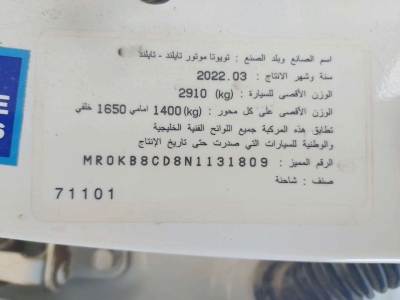 اسم الصانع وبلد الصنع : تويوتا موتور تايلند - تايلند
سنة وشهر الانتاج : 2022.03
الوزن الأقصى للسيارة : 2910 (kg)
الوزن الأقصى على كل محور : 1400(kg) امامي 1650 خلفي
تطابق هذه المركبة جميع اللوائح الفنية الخليجية
والوطنية للسيارات التي صدرت حتى تاريخ الإنتاج
الرقم المميز : MR0KB8CD8N1131809
صنف : شاحنة
71101
E
S